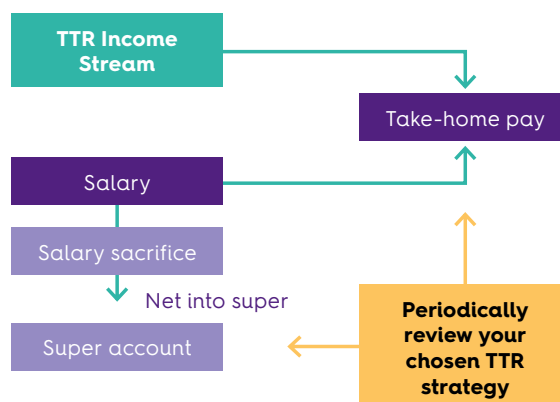 TTR Income
Stream
Take-home pay
Salary
Salary sacrifice
Net into super
Super account
Periodically
review your
chosen TTR
strategy